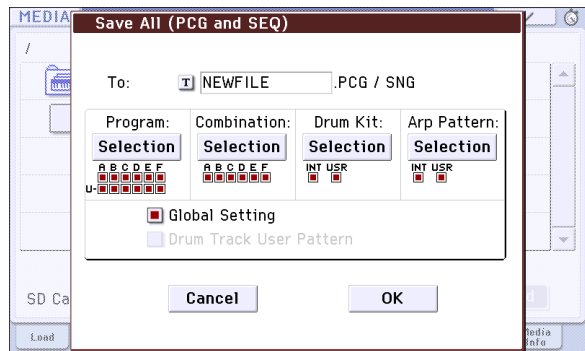 MEDIA
Save All (PCG and SEQ)
/
To: T NEWFILE .PCG / SNG
Program: Combination: Drum Kit: Arp Pattern:
Selection Selection Selection Selection
A B C D E F A B C D E F INT USR INT USR
U-
Global Setting
Drum Track User Pattern
SD Ca
Cancel OK
Load
Media
Info